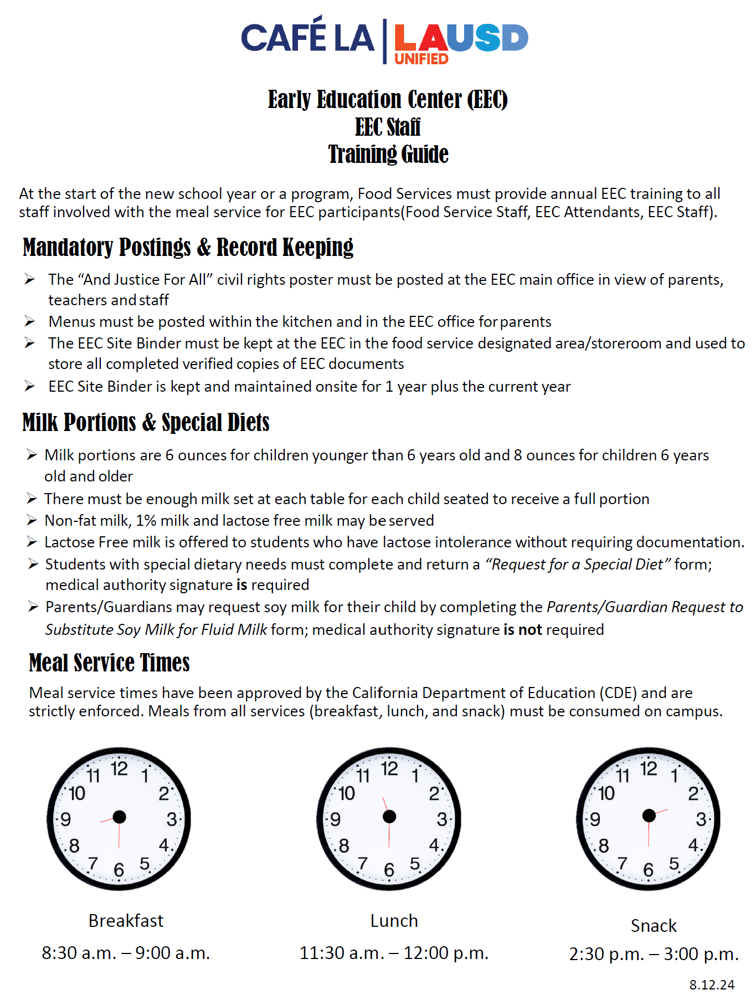 CAFÉ LA | LAUSD
UNIFIED
Early Education Center (EEC)
EEC Staff
Training Guide
At the start of the new school year or a program, Food Services must provide annual EEC training to all
staff involved with the meal service for EEC participants(Food Service Staff, EEC Attendants, EEC Staff).
Mandatory Postings & Record Keeping
➢ The “And Justice For All” civil rights poster must be posted at the EEC main office in view of parents,
teachers and staff
➢ Menus must be posted within the kitchen and in the EEC office for parents
➢ The EEC Site Binder must be kept at the EEC in the food service designated area/storeroom and used to
store all completed verified copies of EEC documents
➢ EEC Site Binder is kept and maintained onsite for 1 year plus the current year
Milk Portions & Special Diets
➢ Milk portions are 6 ounces for children younger than 6 years old and 8 ounces for children 6 years
old and older
➢ There must be enough milk set at each table for each child seated to receive a full portion
➢ Non-fat milk, 1% milk and lactose free milk may be served
➢ Lactose Free milk is offered to students who have lactose intolerance without requiring documentation.
➢ Students with special dietary needs must complete and return a “Request for a Special Diet” form;
medical authority signature is required
➢ Parents/Guardians may request soy milk for their child by completing the Parents/Guardian Request to
Substitute Soy Milk for Fluid Milk form; medical authority signature is not required
Meal Service Times
Meal service times have been approved by the California Department of Education (CDE) and are
strictly enforced. Meals from all services (breakfast, lunch, and snack) must be consumed on campus.
12 1 2 3 4 5 6 7 8 9 10 11
12 1 2 3 4 5 6 7 8 9 10 11
12 1 2 3 4 5 6 7 8 9 10 11
Breakfast
8:30 a.m. – 9:00 a.m.
Lunch
11:30 a.m. – 12:00 p.m.
Snack
2:30 p.m. – 3:00 p.m.
8.12.24